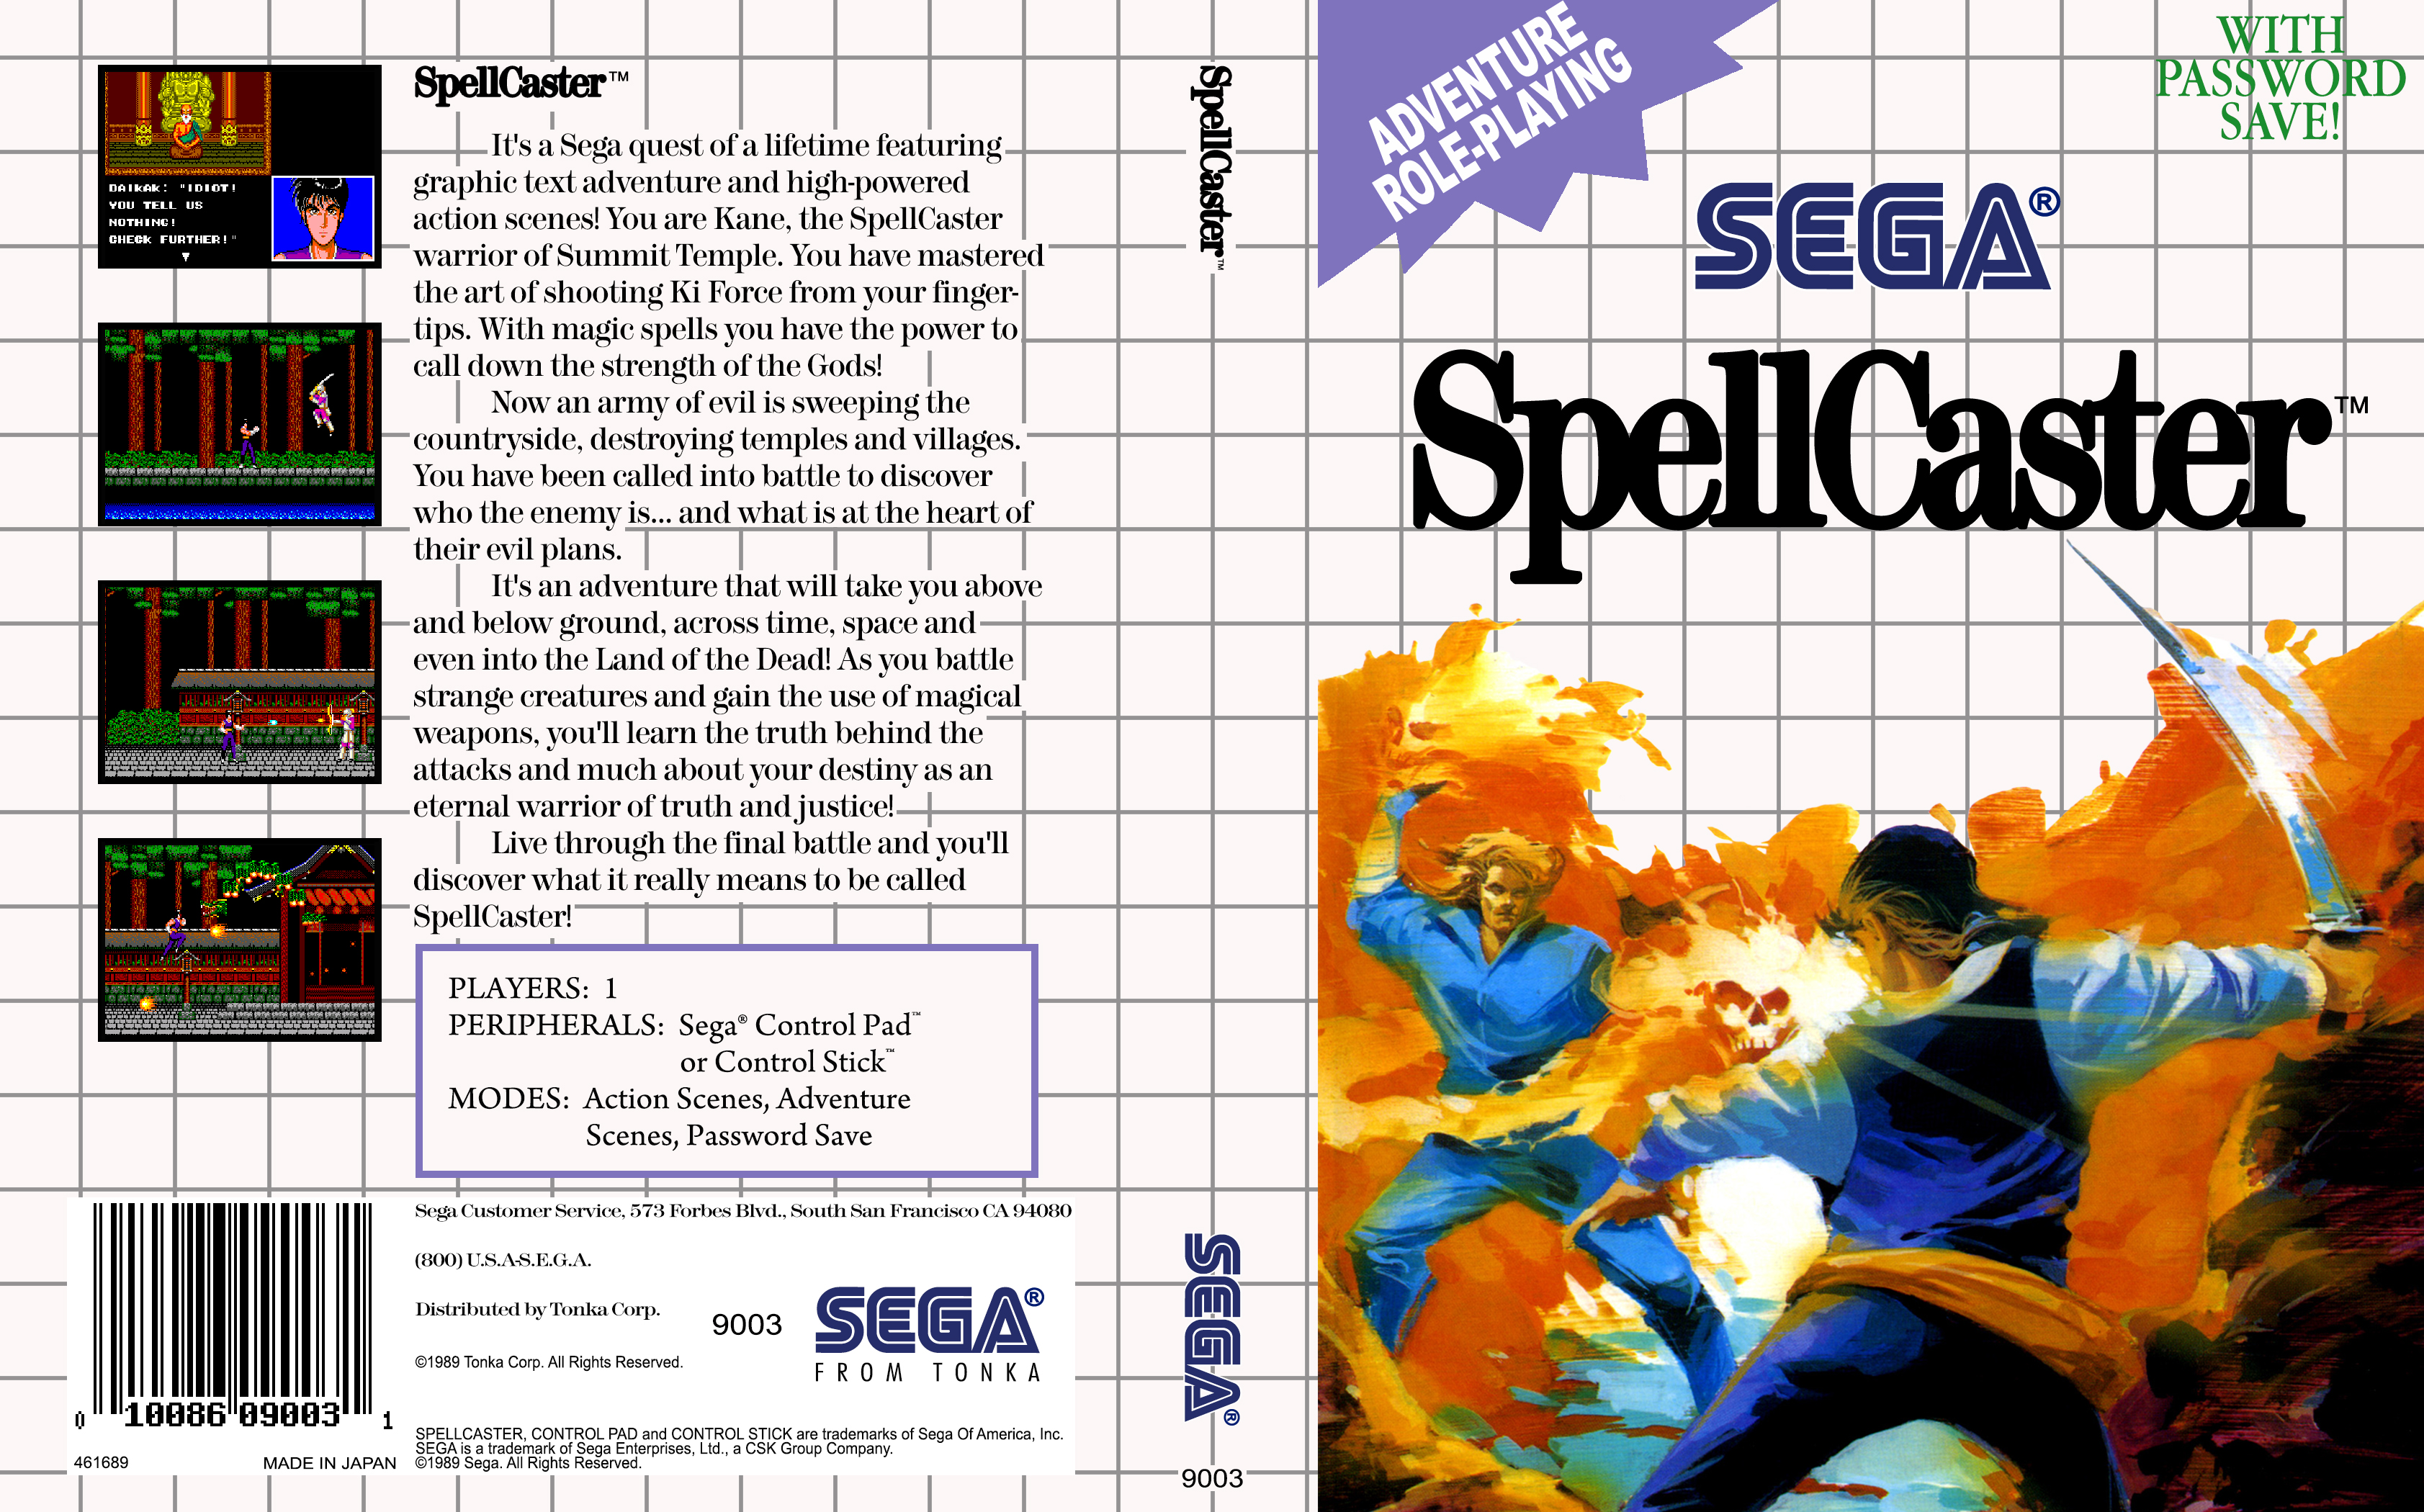 DAIKAK: "IDIOT!
YOU TELL US
NOTHING!
CHECK FURTHER!"
SpellCaster™
It's a Sega quest of a lifetime featuring
graphic text adventure and high-powered
action scenes! You are Kane, the SpellCaster
warrior of Summit Temple. You have mastered
the art of shooting Ki Force from your finger-
tips. With magic spells you have the power to
call down the strength of the Gods!
Now an army of evil is sweeping the
countryside, destroying temples and villages.
You have been called into battle to discover
who the enemy is... and what is at the heart of
their evil plans.
It's an adventure that will take you above
and below ground, across time, space and
even into the Land of the Dead! As you battle
strange creatures and gain the use of magical
weapons, you'll learn the truth behind the
attacks and much about your destiny as an
eternal warrior of truth and justice!
Live through the final battle and you'll
discover what it really means to be called
SpellCaster!
PLAYERS: 1
PERIPHERALS: Sega® Control Pad™
or Control Stick™
MODES: Action Scenes, Adventure
Scenes, Password Save
0 10086 09003 1
461689 MADE IN JAPAN
Sega Customer Service, 573 Forbes Blvd., South San Francisco CA 94080
(800) U.S.A-S.E.G.A.
Distributed by Tonka Corp.
©1989 Tonka Corp. All Rights Reserved.
9003
SEGA®
FROM TONKA
SPELLCASTER, CONTROL PAD and CONTROL STICK are trademarks of Sega Of America, Inc.
SEGA is a trademark of Sega Enterprises, Ltd., a CSK Group Company.
©1989 Sega. All Rights Reserved.
SpellCaster™
SEGA®
9003
ADVENTURE
ROLE-PLAYING
WITH
PASSWORD
SAVE!
SEGA®
SpellCaster™